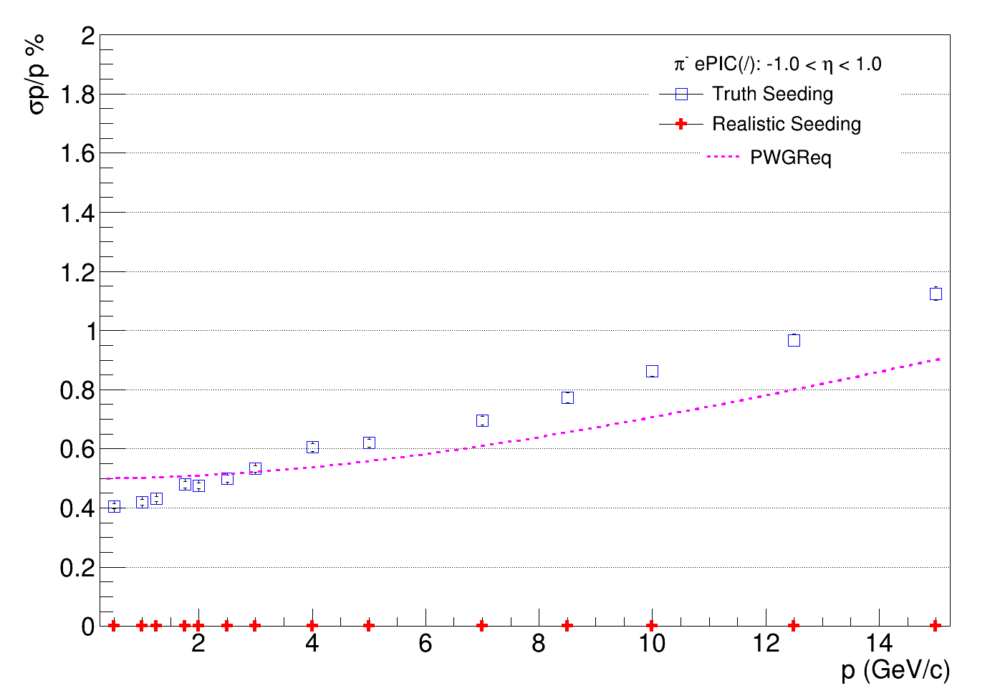 σp/p %
2
1.8
1.6
1.4
1.2
1
0.8
0.6
0.4
0.2
0
π⁻ ePIC(/): -1.0 < η < 1.0
Truth Seeding
Realistic Seeding
PWGReq
2 4 6 8 10 12 14
p (GeV/c)